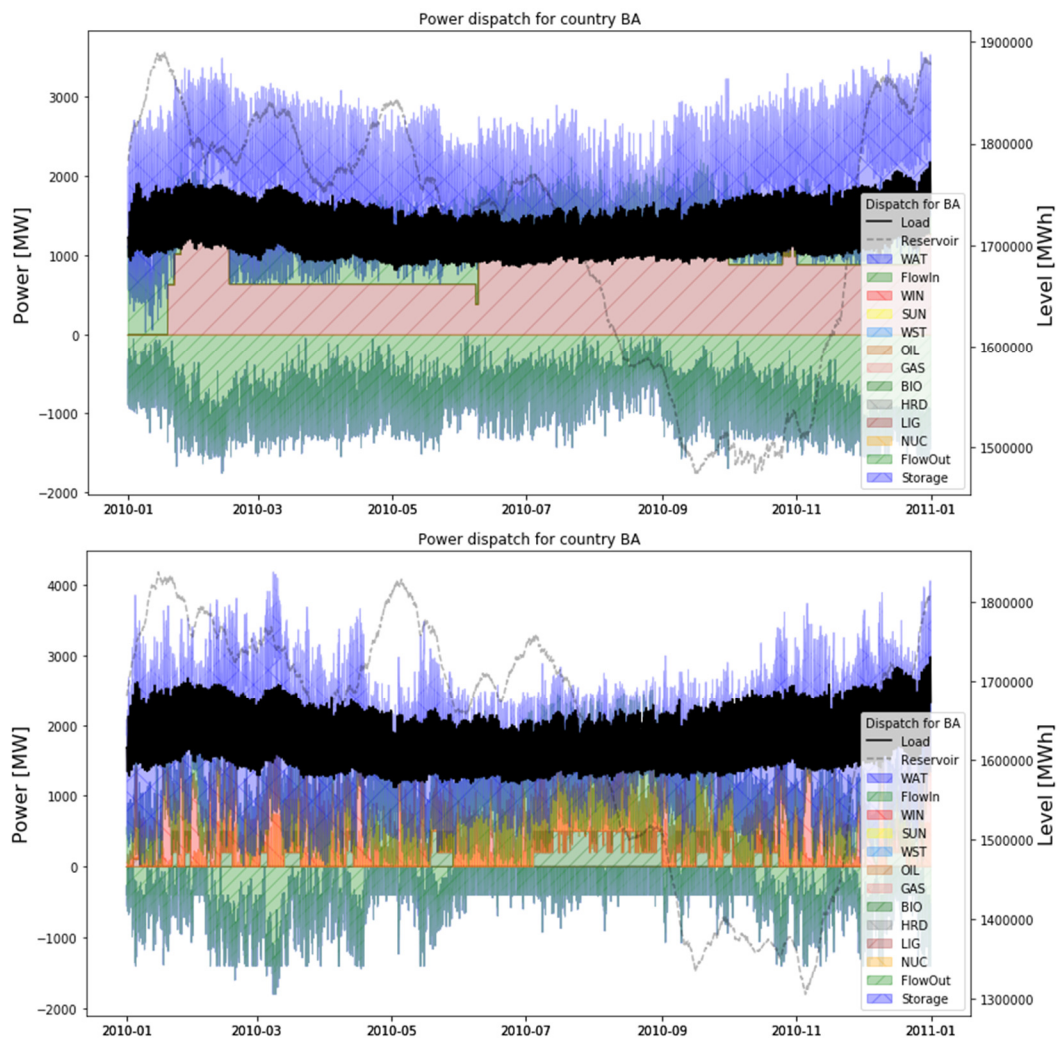 Power dispatch for country BA
Power [MW]
3000
2000
1000
0
−1000
−2000
1900000
1800000
1700000
1600000
1500000
Level [MWh]
Dispatch for BA
Load
Reservoir
WAT
FlowIn
WIN
SUN
WST
OIL
GAS
BIO
HRD
LIG
NUC
FlowOut
Storage
2010-01 2010-03 2010-05 2010-07 2010-09 2010-11 2011-01
Power dispatch for country BA
Power [MW]
4000
3000
2000
1000
0
−1000
−2000
1800000
1700000
1600000
1500000
1400000
1300000
Level [MWh]
Dispatch for BA
Load
Reservoir
WAT
FlowIn
WIN
SUN
WST
OIL
GAS
BIO
HRD
LIG
NUC
FlowOut
Storage
2010-01 2010-03 2010-05 2010-07 2010-09 2010-11 2011-01